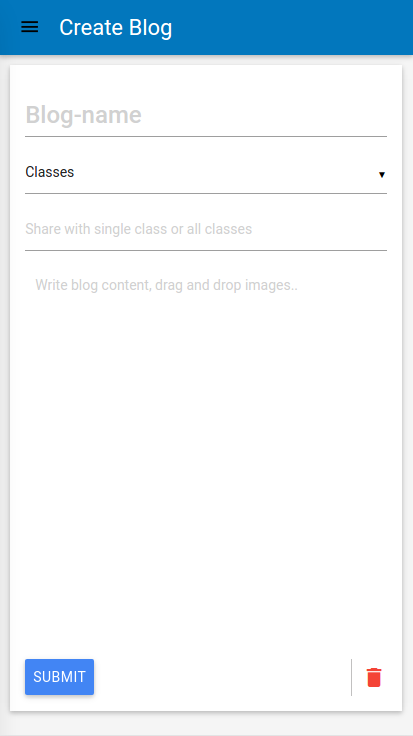 Create Blog
Blog-name
Classes
Share with single class or all classes
Write blog content, drag and drop images..
SUBMIT